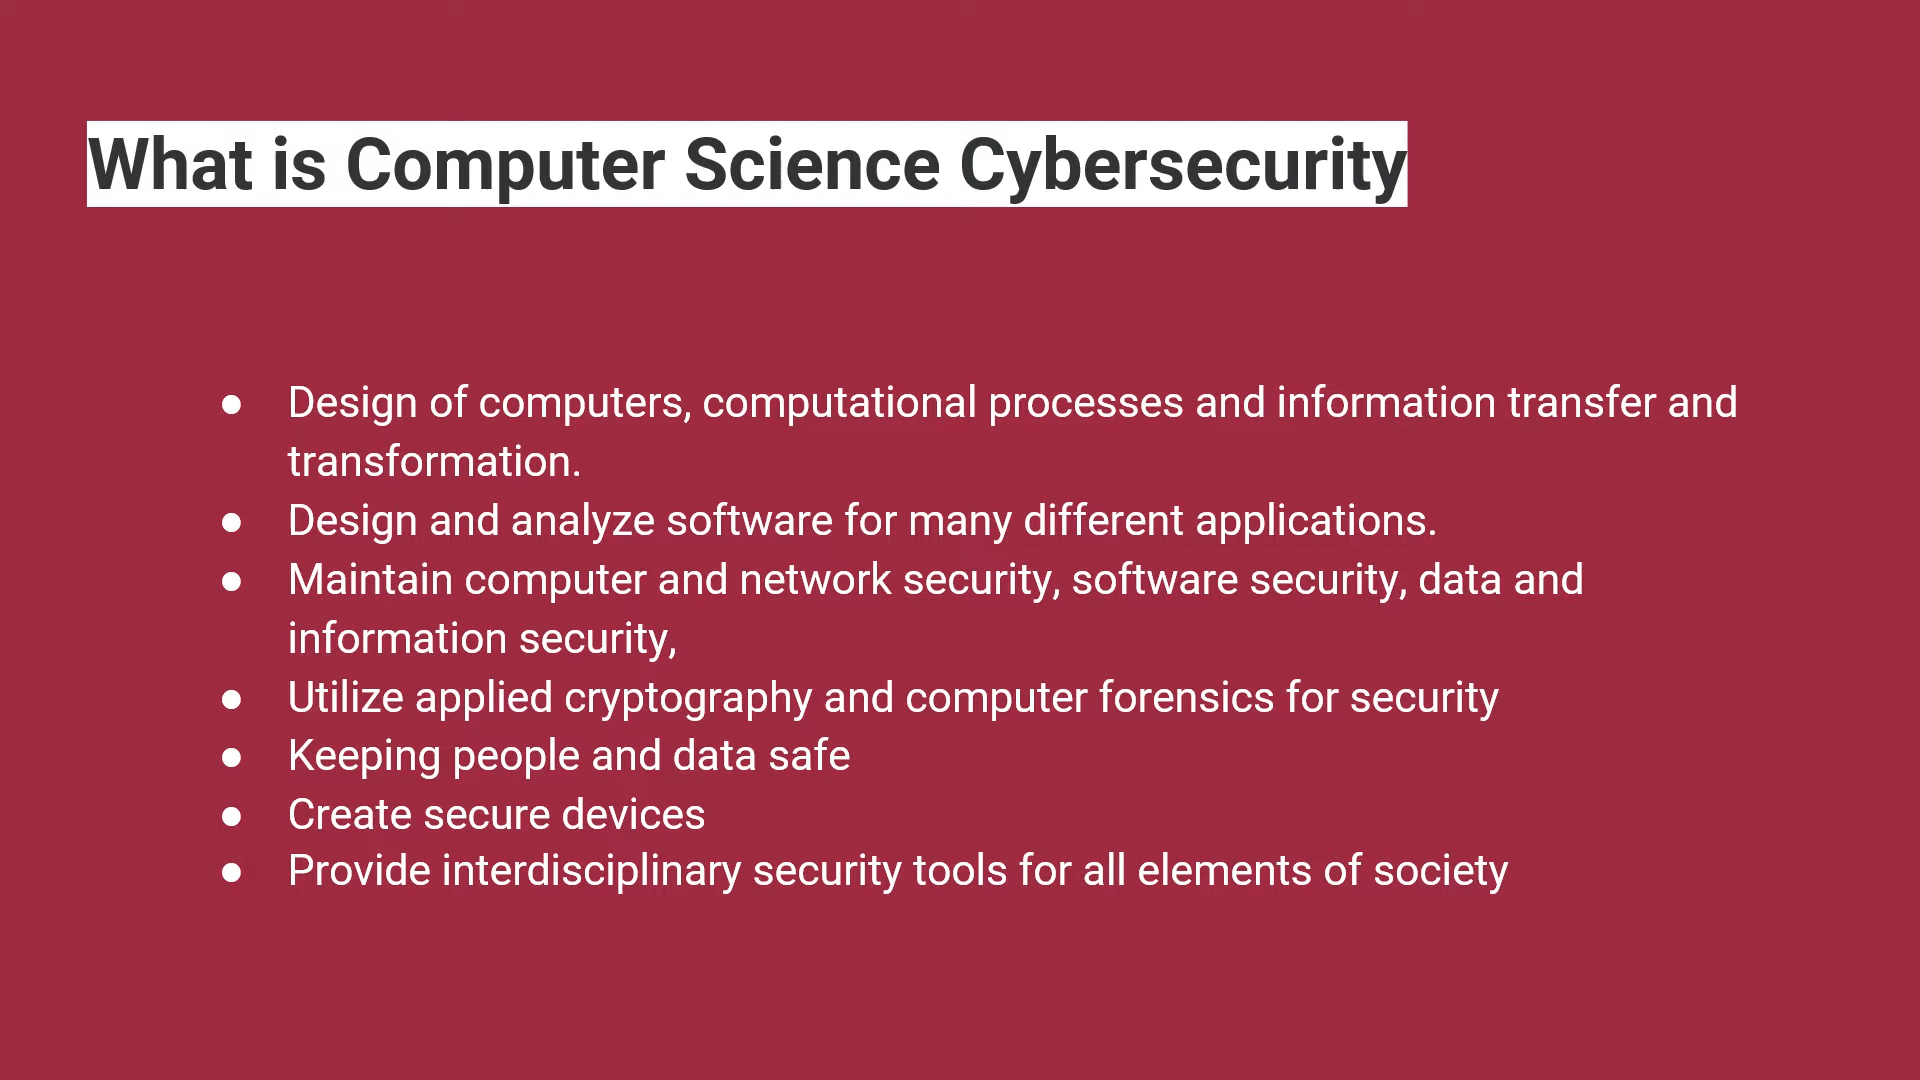 What is Computer Science Cybersecurity
● Design of computers, computational processes and information transfer and
transformation.
● Design and analyze software for many different applications.
● Maintain computer and network security, software security, data and
information security,
● Utilize applied cryptography and computer forensics for security
● Keeping people and data safe
● Create secure devices
● Provide interdisciplinary security tools for all elements of society